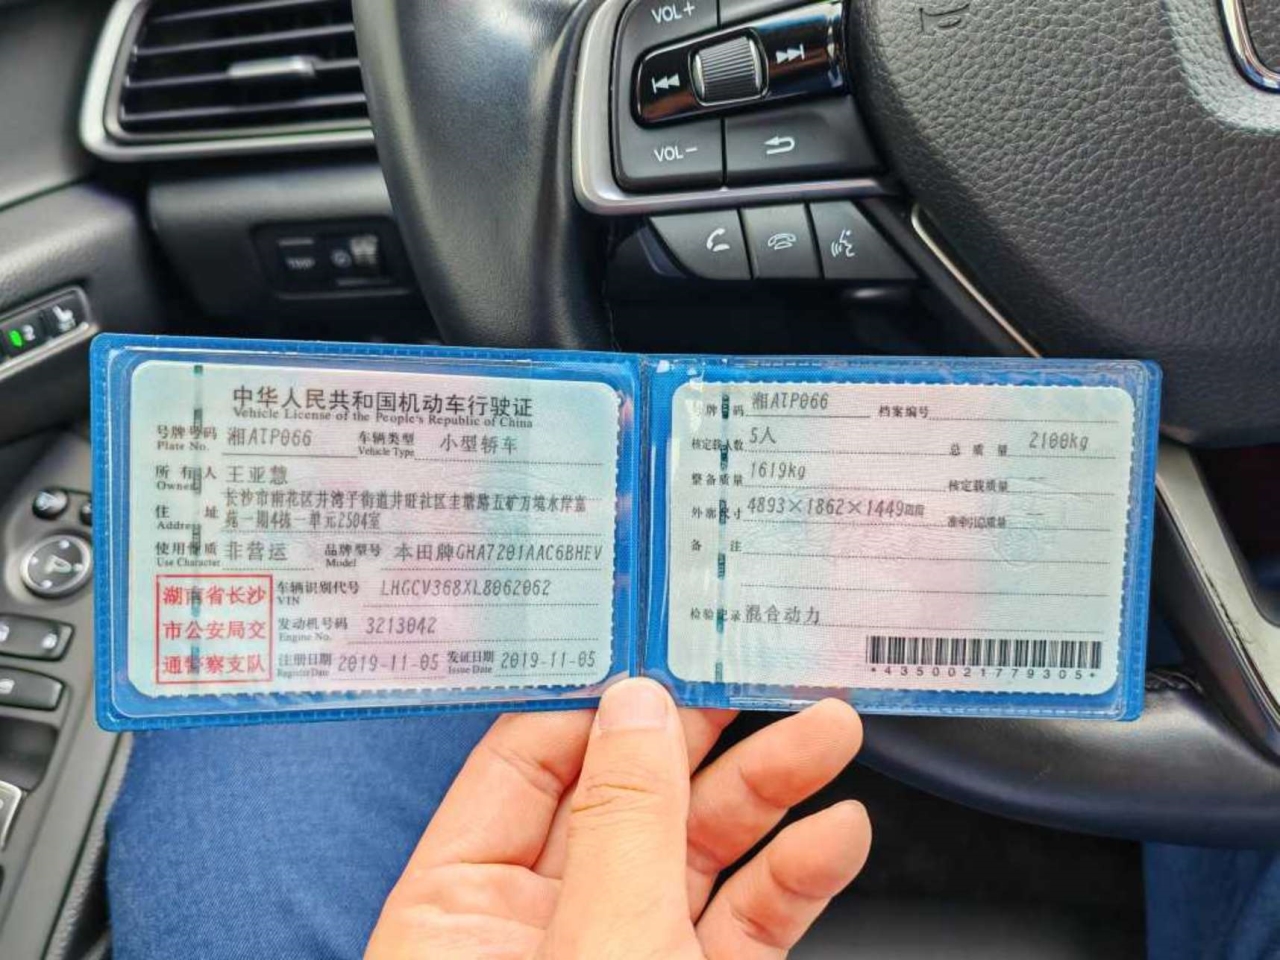 VOL+
VOL−
中华人民共和国机动车行驶证
Vehicle License of the People's Republic of China
号牌号码 湘A1P066 车辆类型 小型轿车
Plate No. Vehicle Type
所有人 王亚慧
Owner
长沙市雨花区井湾子街道井旺社区圭塘路五矿万境水岸嘉
住址 苑一期4栋一单元2504室
Address
使用性质 非营运 品牌型号 本田牌GHA7201AAC6BHEV
Use Character Model
湖南省长沙
市公安局交
通警察支队
车辆识别代号 LHGCV368XL8062062
VIN
发动机号码 3213042
Engine No.
注册日期 2019-11-05 发证日期 2019-11-05
Register Date Issue Date
号牌号码 湘A1P066 档案编号
核定载人数 5人 总质量 2100kg
整备质量 1619kg 核定载质量 —
外廓尺寸 4893×1862×1449mm 准牵引总质量 —
备注
检验记录 混合动力
*4350021779305*
2